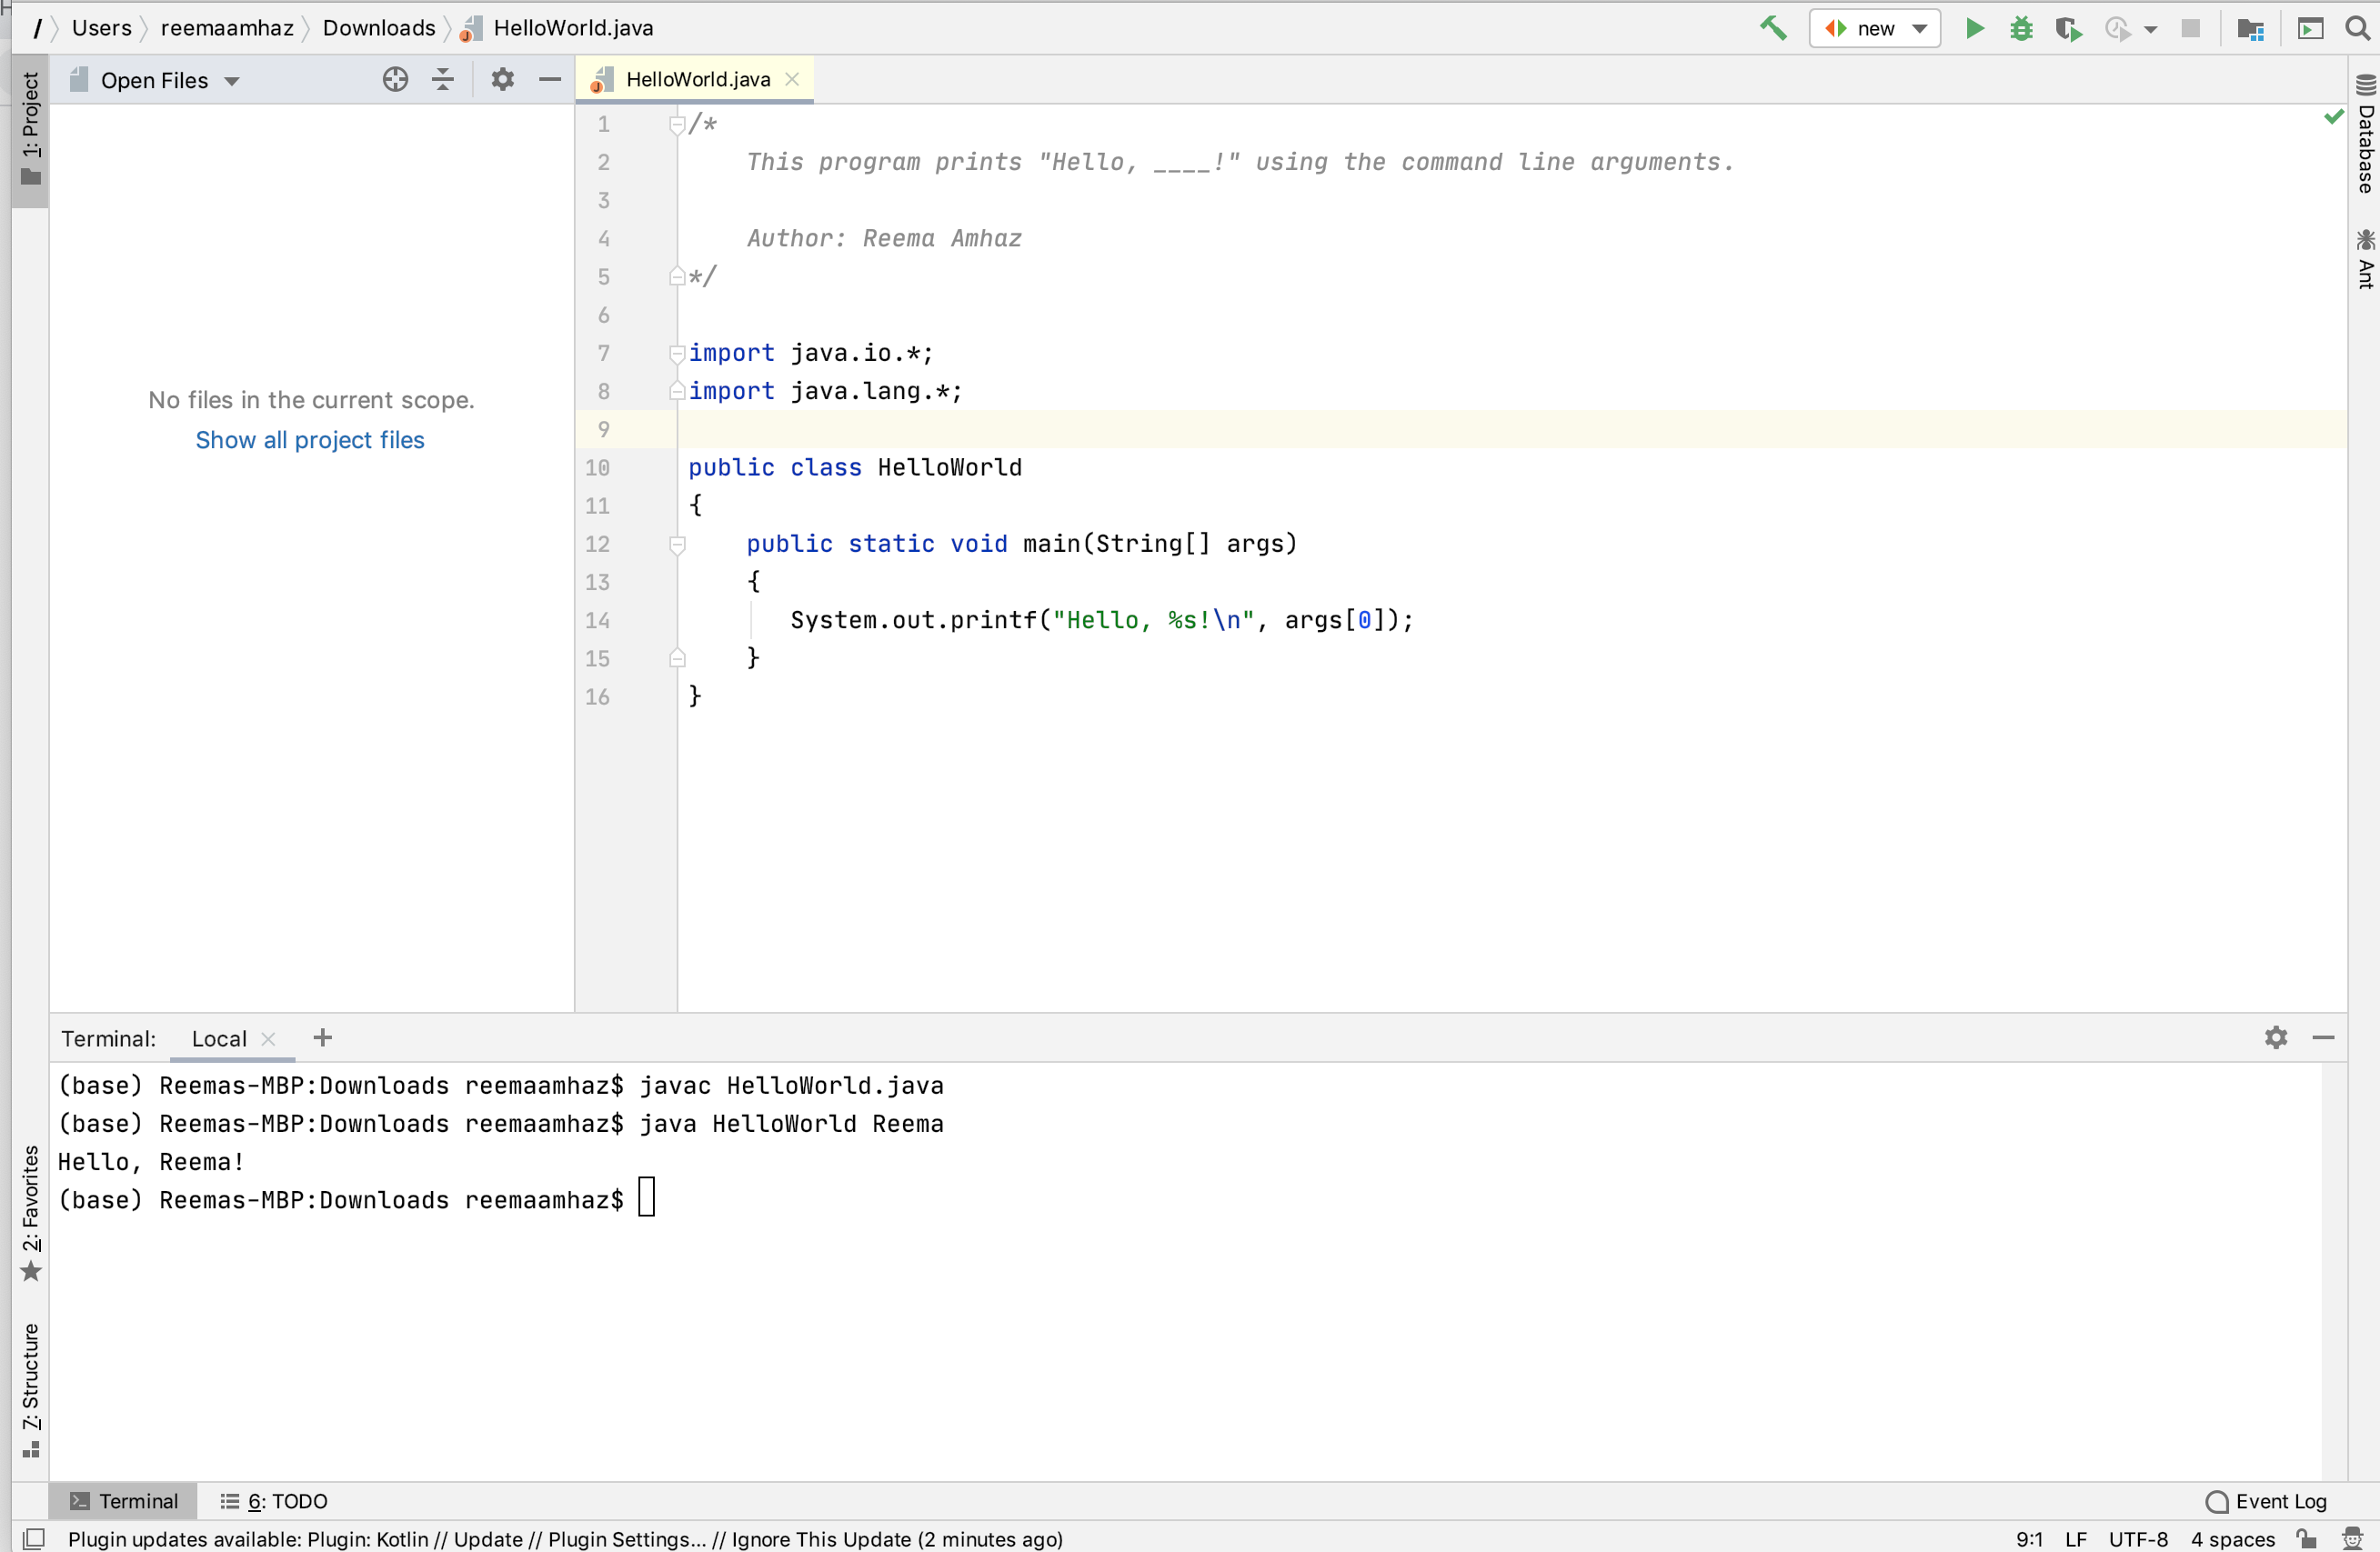 / Users reemaamhaz Downloads HelloWorld.java new
1: Project
Open Files
HelloWorld.java
Database
Ant
No files in the current scope.
Show all project files
1 /*
2 This program prints "Hello, ____!" using the command line arguments.
3
4 Author: Reema Amhaz
5 */
6
7 import java.io.*;
8 import java.lang.*;
9
10 public class HelloWorld
11 {
12 public static void main(String[] args)
13 {
14 System.out.printf("Hello, %s!\n", args[0]);
15 }
16 }
Terminal: Local
(base) Reemas-MBP:Downloads reemaamhaz$ javac HelloWorld.java
(base) Reemas-MBP:Downloads reemaamhaz$ java HelloWorld Reema
Hello, Reema!
(base) Reemas-MBP:Downloads reemaamhaz$
2: Favorites
7: Structure
Terminal 6: TODO Event Log
Plugin updates available: Plugin: Kotlin // Update // Plugin Settings... // Ignore This Update (2 minutes ago) 9:1 LF UTF-8 4 spaces